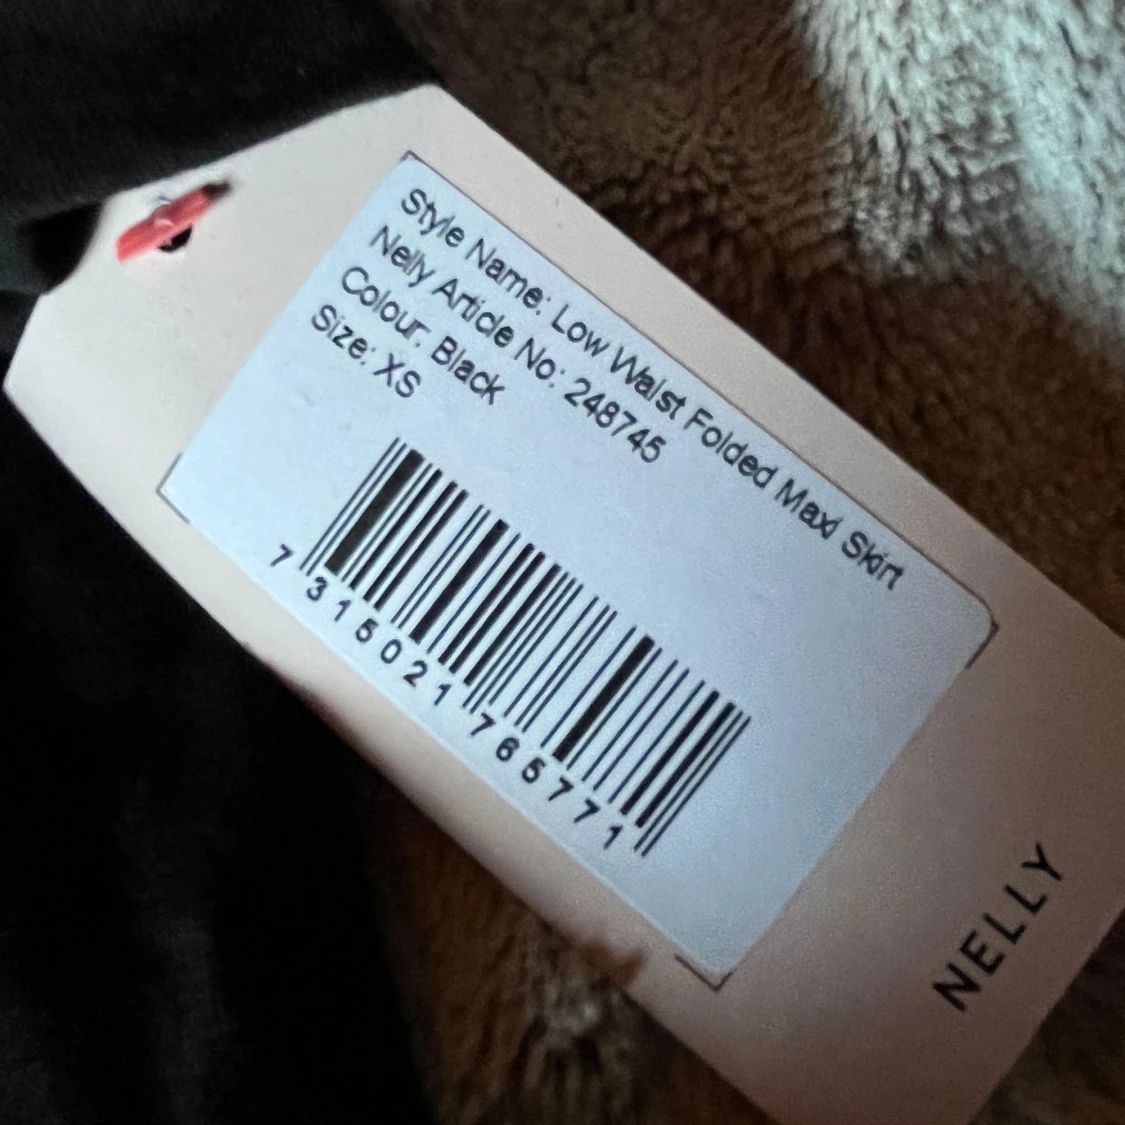 Style Name: Low Waist Folded Maxi Skirt
Nelly Article No: 248745
Colour: Black
Size: XS
7 315021 765771
NELLY